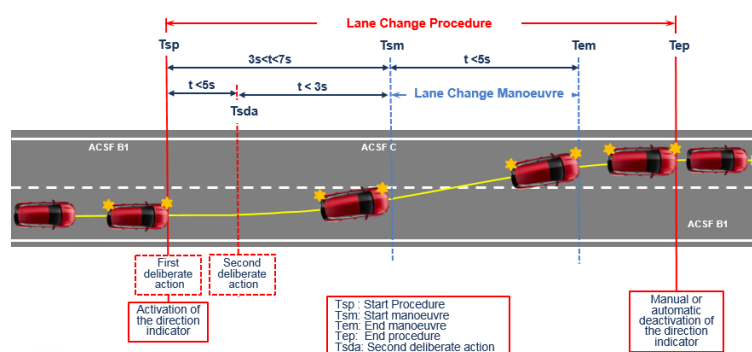 Lane Change Procedure
Tsp
Tsm
Tem
Tep
3s<t<7s
t <5s
t <5s
t < 3s
Lane Change Manoeuvre
Tsda
ACSF B1
ACSF C
ACSF B1
First
deliberate
action
Second
deliberate
action
Activation of
the direction
indicator
Tsp : Start Procedure
Tsm: Start manoeuvre
Tem: End manoeuvre
Tep: End procedure
Tsda: Second deliberate action
Manual or
automatic
deactivation of
the direction
indicator